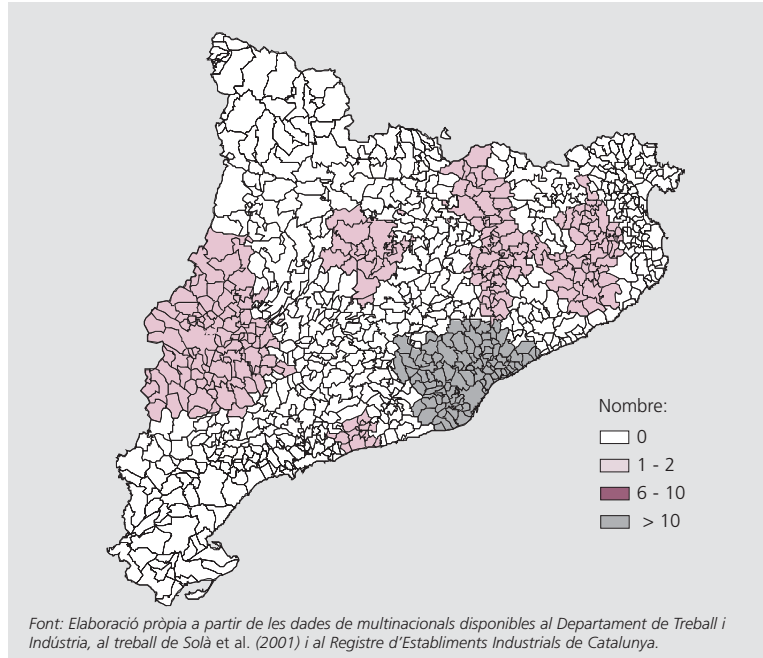 Nombre:
0
1 - 2
6 - 10
> 10
Font: Elaboració pròpia a partir de les dades de multinacionals disponibles al Departament de Treball i
Indústria, al treball de Solà et al. (2001) i al Registre d’Establiments Industrials de Catalunya.